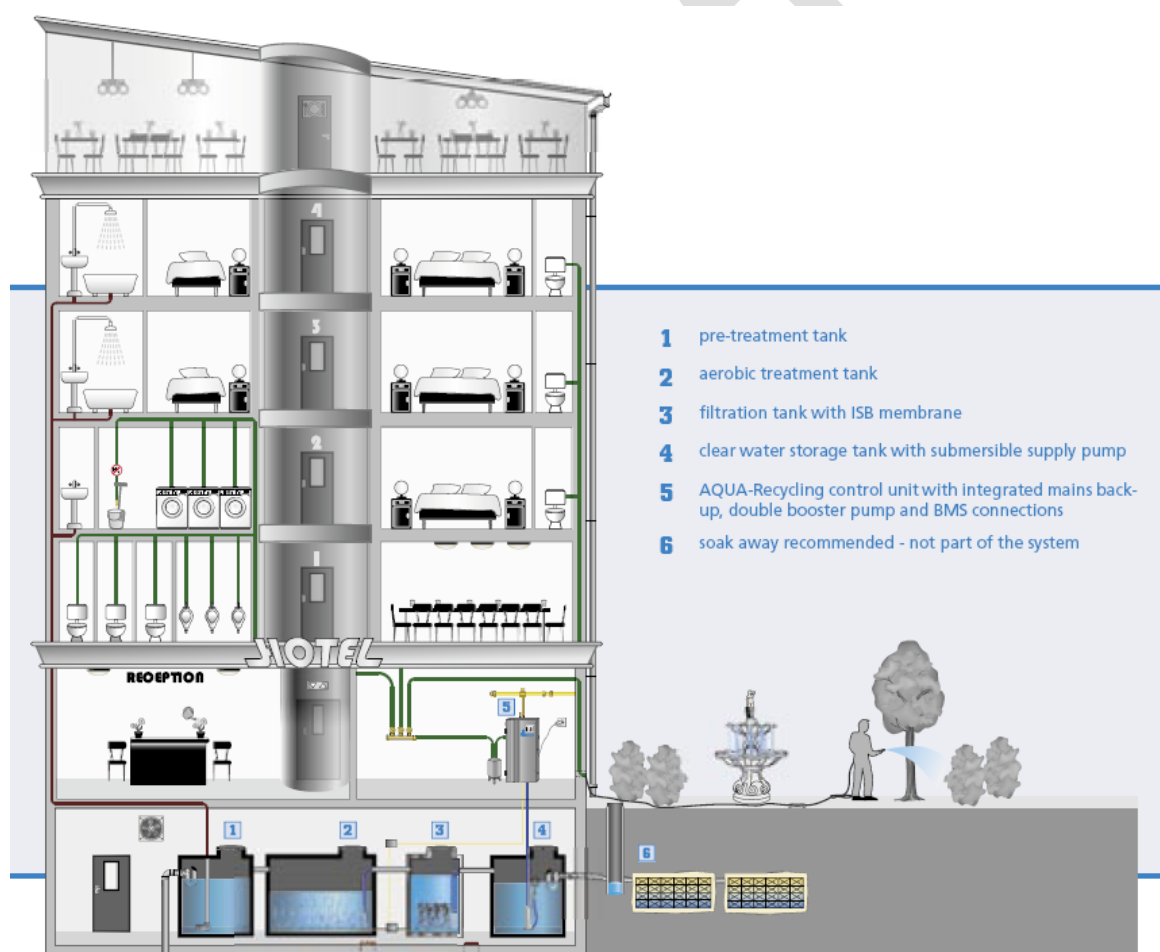 4
3
2
1
HOTEL
RECEPTION
5
1
2
3
4
6
1 pre-treatment tank
2 aerobic treatment tank
3 filtration tank with ISB membrane
4 clear water storage tank with submersible supply pump
5 AQUA-Recycling control unit with integrated mains back-
up, double booster pump and BMS connections
6 soak away recommended - not part of the system